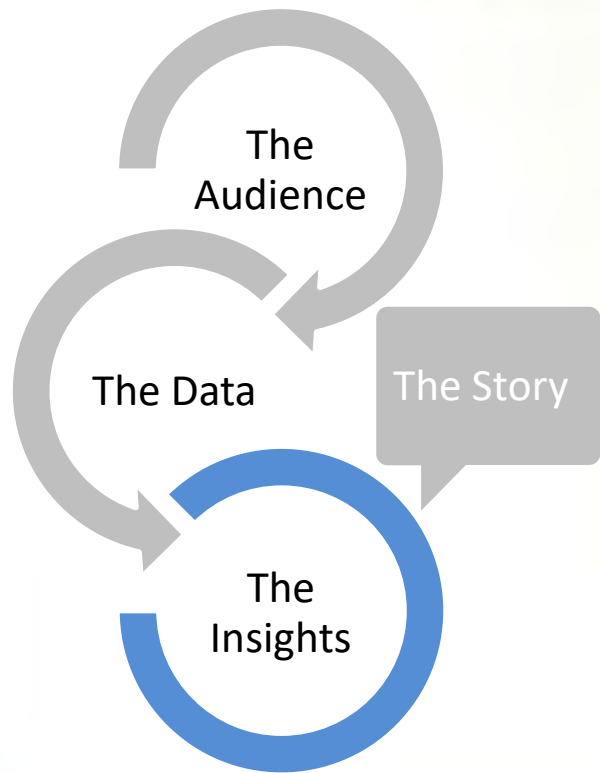 The
Audience
The Data
The Story
The
Insights